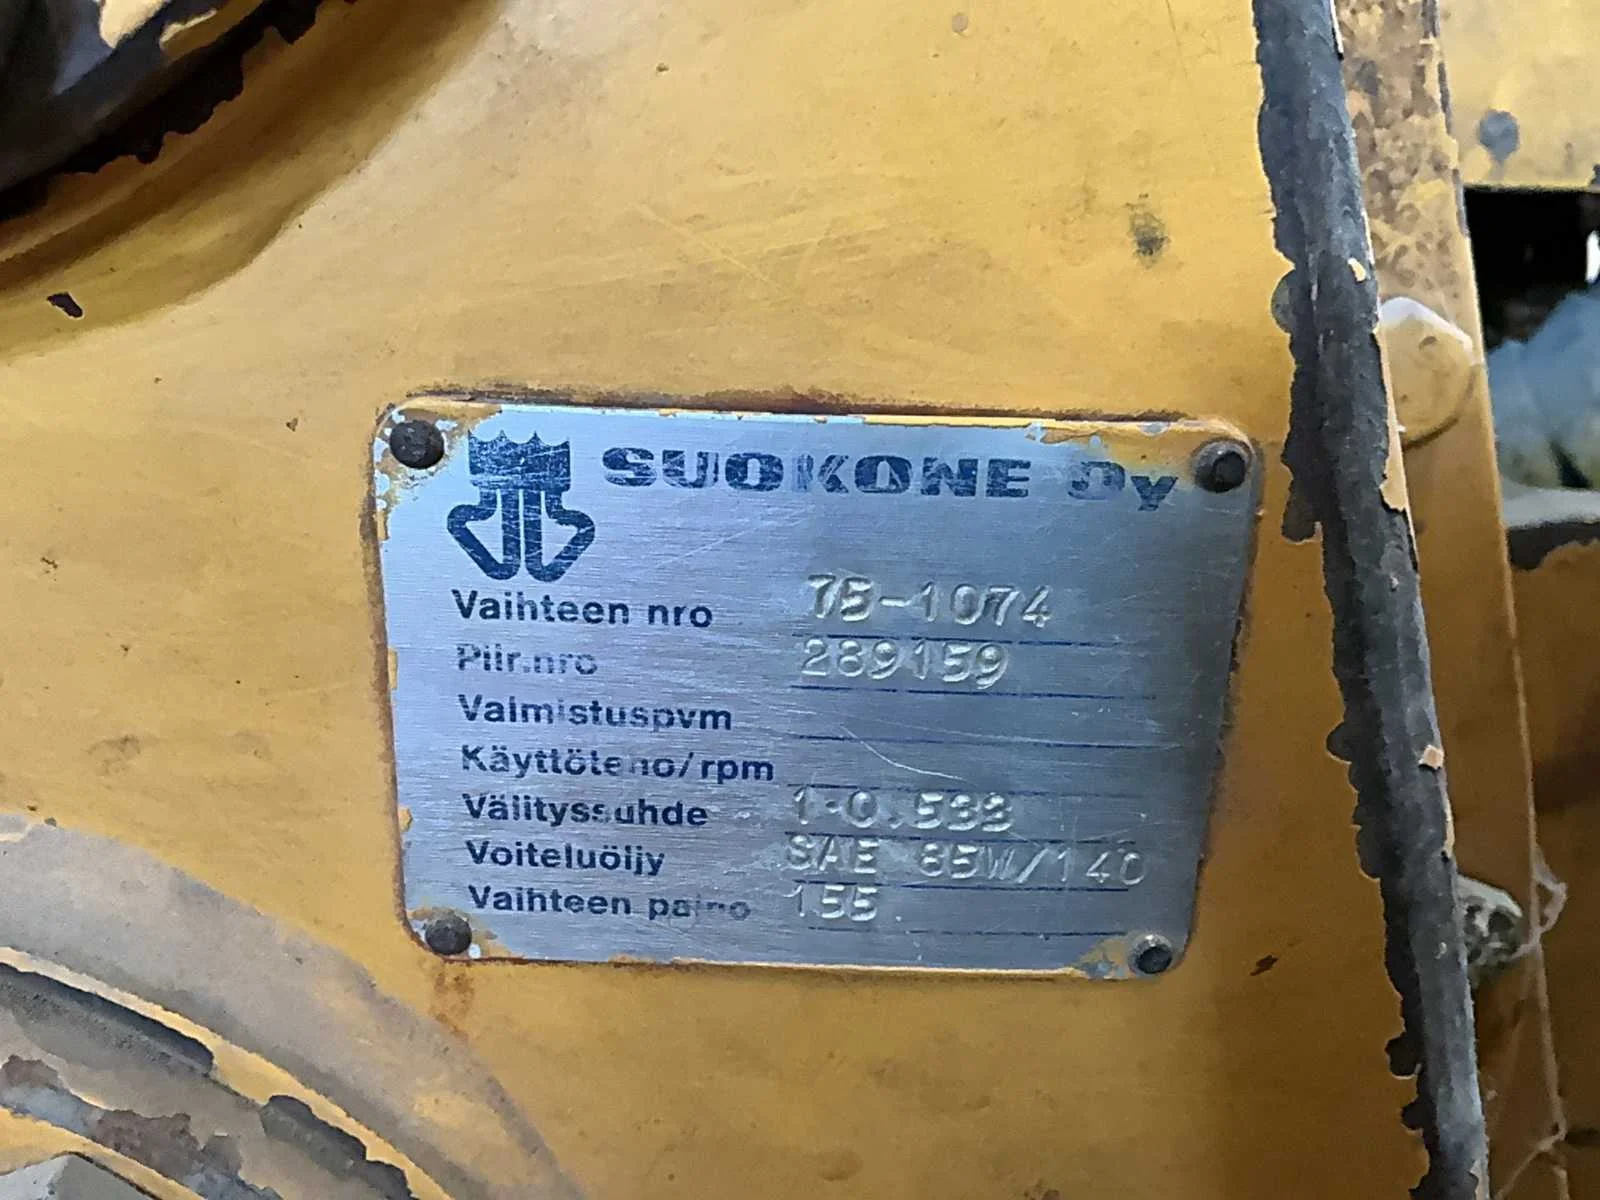 SUOKONE Oy
Vaihteen nro 7B-1074
Piir.nro 289159
Valmistuspvm
Käyttöteho/rpm
Välityssuhde 1-0.533
Voiteluöljy SAE 85W/140
Vaihteen paino 155